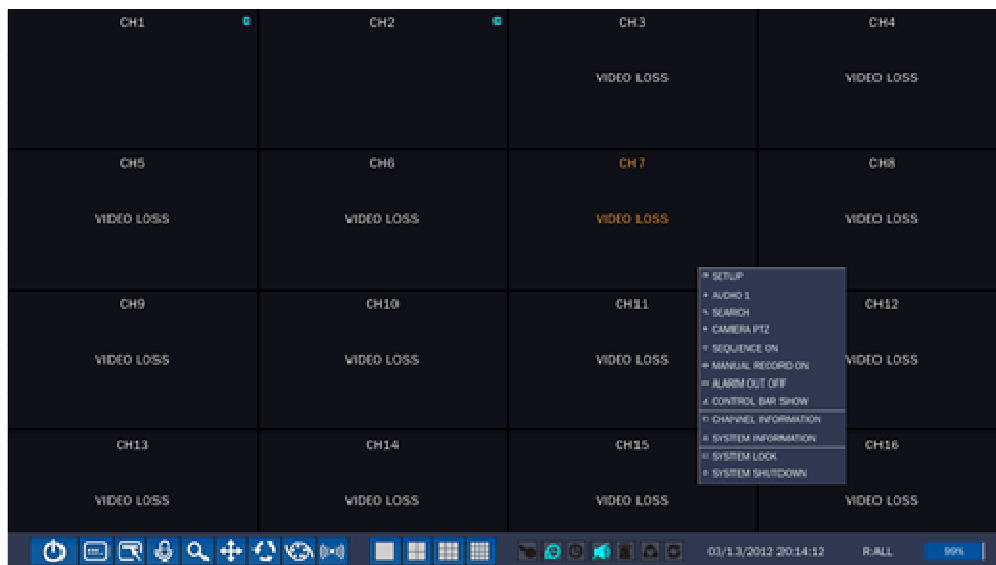 CH1
CH2
CH3
CH4
VIDEO LOSS
VIDEO LOSS
CH5
CH6
CH7
CH8
VIDEO LOSS
VIDEO LOSS
VIDEO LOSS
VIDEO LOSS
SETUP
AUDIO 1
SEARCH
CAMERA PTZ
SEQUENCE ON
MANUAL RECORD ON
ALARM OUT OFF
CONTROL BAR SHOW
CHANNEL INFORMATION
SYSTEM INFORMATION
SYSTEM LOCK
SYSTEM SHUTDOWN
CH9
CH10
CH11
CH12
VIDEO LOSS
VIDEO LOSS
VIDEO LOSS
VIDEO LOSS
CH13
CH14
CH15
CH16
VIDEO LOSS
VIDEO LOSS
VIDEO LOSS
VIDEO LOSS
03/13/2012 20:14:12
R:ALL
99%